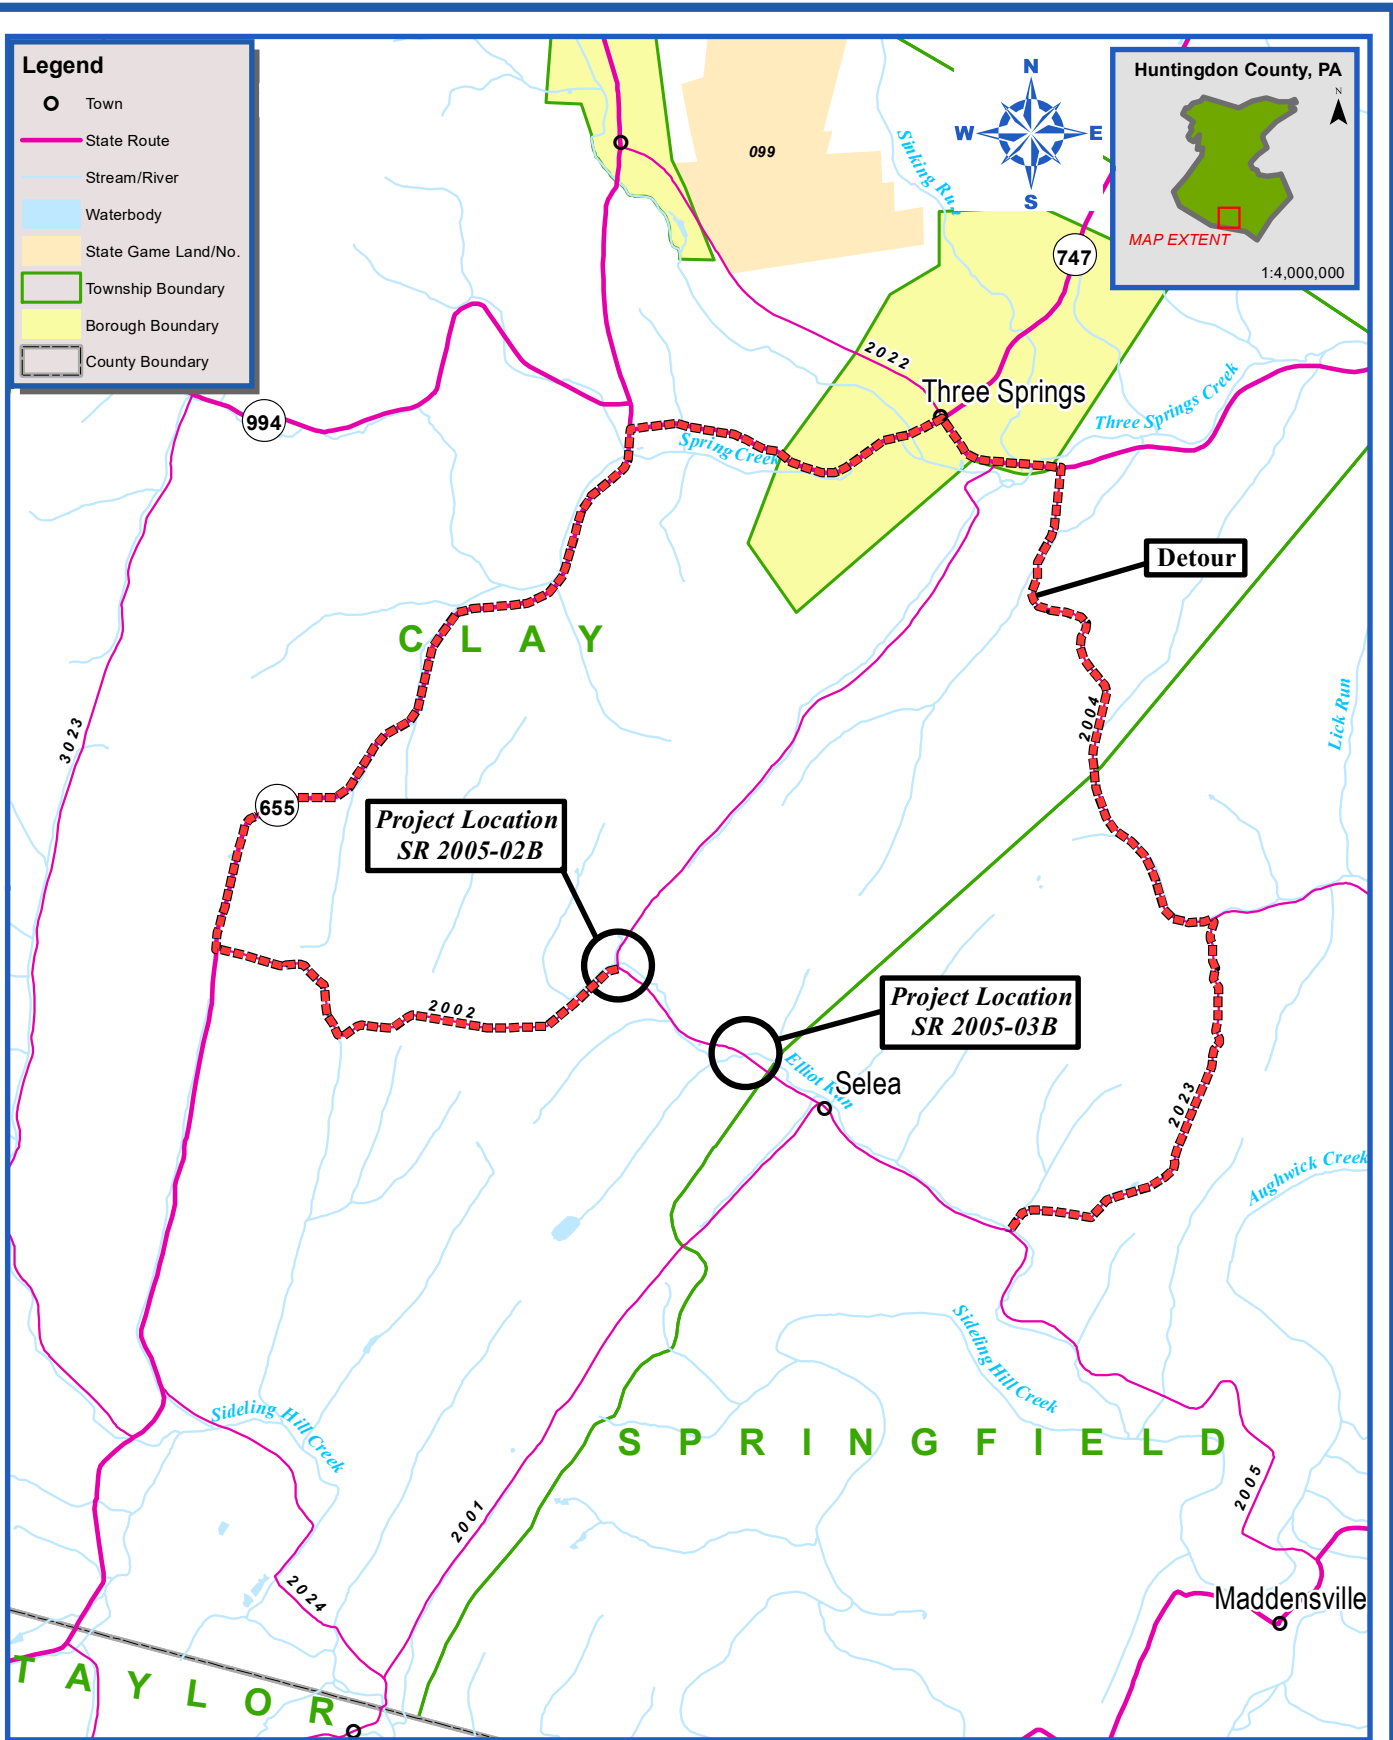 Legend
Town
State Route
Stream/River
Waterbody
State Game Land/No.
Township Boundary
Borough Boundary
County Boundary
N
W E
S
Huntingdon County, PA
N
MAP EXTENT
1:4,000,000
099
Sinking Run
747
2022
Three Springs
Three Springs Creek
994
Spring Creek
Detour
CLAY
2004
Lick Run
3023
655
Project Location
SR 2005-02B
2002
Project Location
SR 2005-03B
Elliot Run
Selea
2023
Aughwick Creek
Sideling Hill Creek
Sideling Hill Creek
SPRINGFIELD
2005
2001
2024
Maddensville
TAYLOR